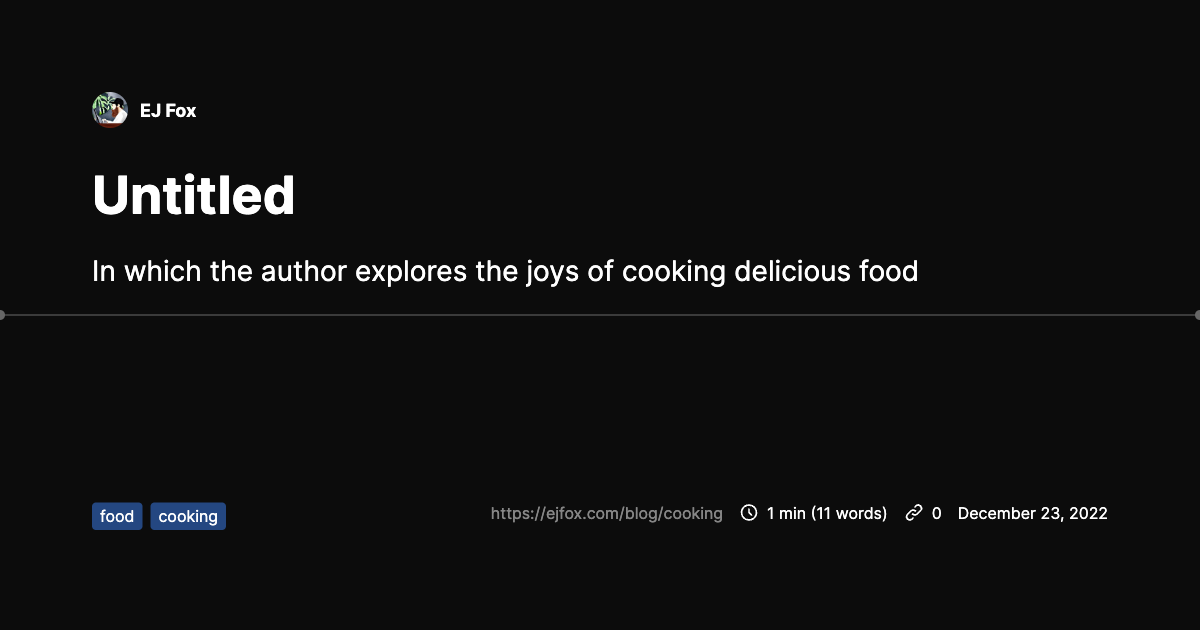 EJ Fox
Untitled
In which the author explores the joys of cooking delicious food
food cooking https://ejfox.com/blog/cooking 1 min (11 words) 0 December 23, 2022